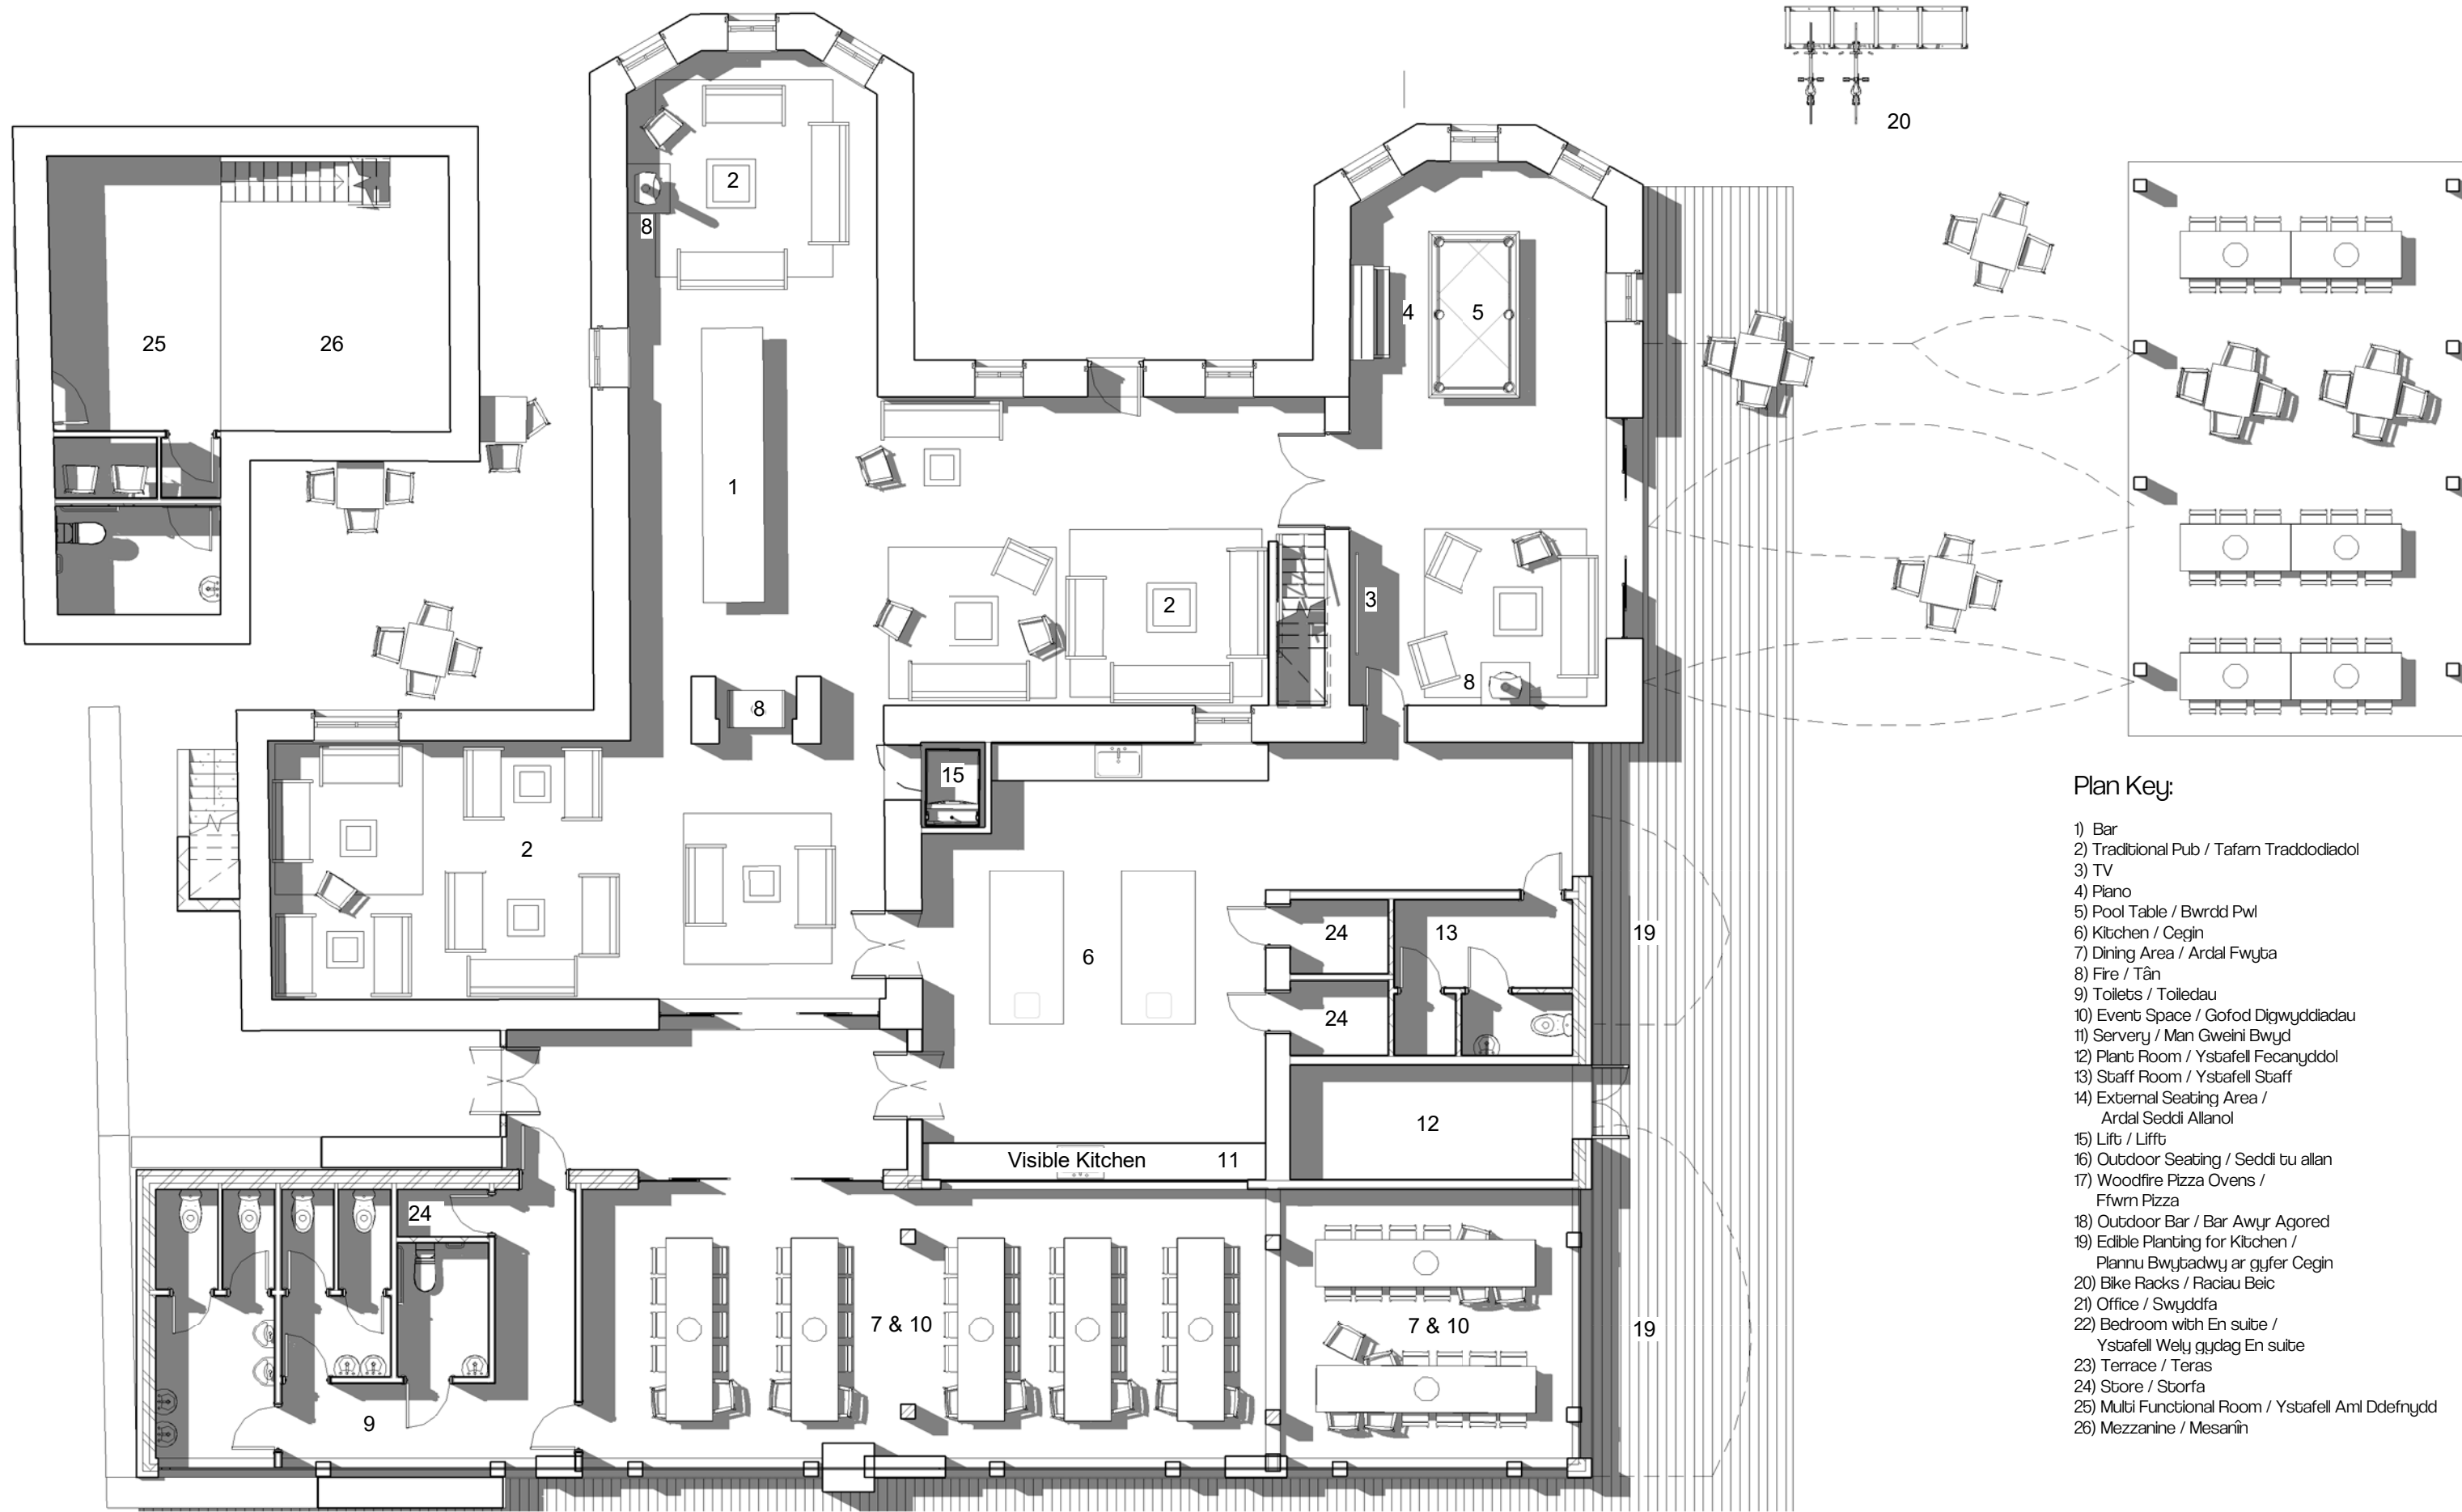 20
2
8
25
26
4
5
1
2
3
8
8
15
2
6
24
13
19
24
12
Visible Kitchen 11
24
7 & 10
7 & 10
19
9
Plan Key:
1) Bar
2) Traditional Pub / Tafarn Traddodiadol
3) TV
4) Piano
5) Pool Table / Bwrdd Pwl
6) Kitchen / Cegin
7) Dining Area / Ardal Fwyta
8) Fire / Tân
9) Toilets / Toiledau
10) Event Space / Gofod Digwyddiadau
11) Servery / Man Gweini Bwyd
12) Plant Room / Ystafell Fecanyddol
13) Staff Room / Ystafell Staff
14) External Seating Area /
Ardal Seddi Allanol
15) Lift / Lifft
16) Outdoor Seating / Seddi tu allan
17) Woodfire Pizza Ovens /
Ffwrn Pizza
18) Outdoor Bar / Bar Awyr Agored
19) Edible Planting for Kitchen /
Plannu Bwytadwy ar gyfer Cegin
20) Bike Racks / Raciau Beic
21) Office / Swyddfa
22) Bedroom with En suite /
Ystafell Wely gydag En suite
23) Terrace / Teras
24) Store / Storfa
25) Multi Functional Room / Ystafell Aml Ddefnydd
26) Mezzanine / Mesanîn